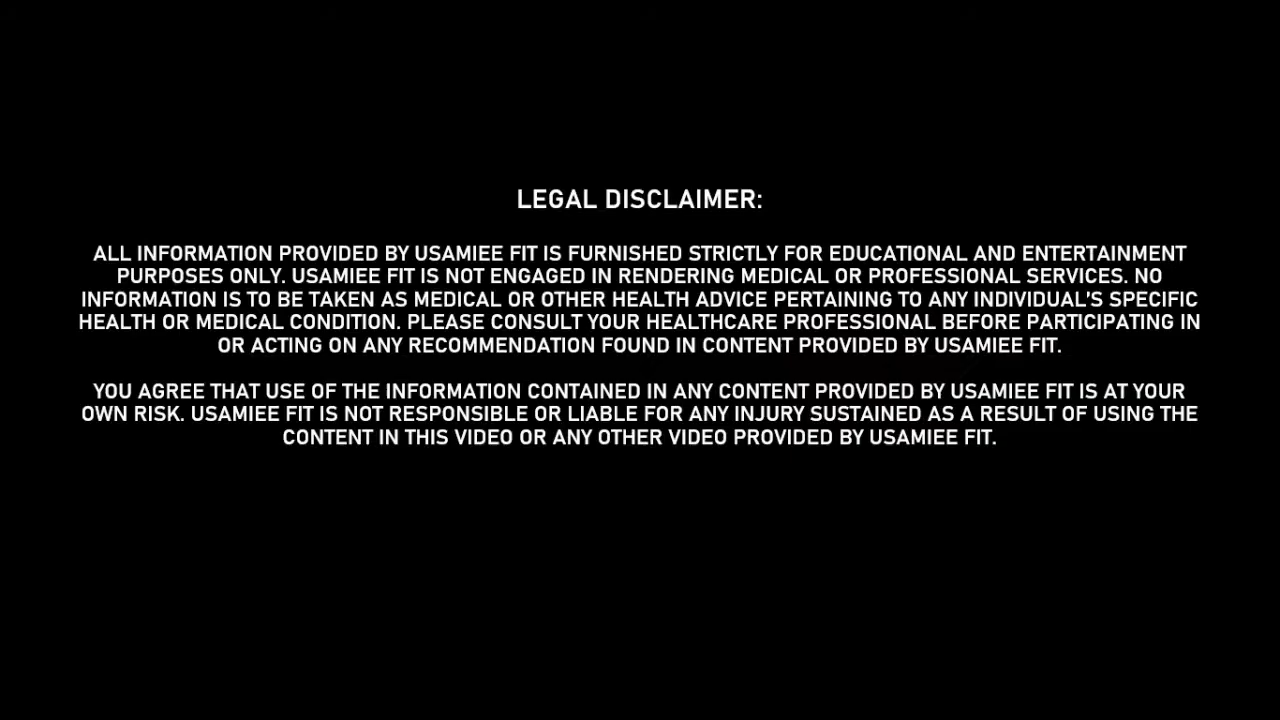 LEGAL DISCLAIMER:
ALL INFORMATION PROVIDED BY USAMIEE FIT IS FURNISHED STRICTLY FOR EDUCATIONAL AND ENTERTAINMENT
PURPOSES ONLY. USAMIEE FIT IS NOT ENGAGED IN RENDERING MEDICAL OR PROFESSIONAL SERVICES. NO
INFORMATION IS TO BE TAKEN AS MEDICAL OR OTHER HEALTH ADVICE PERTAINING TO ANY INDIVIDUAL'S SPECIFIC
HEALTH OR MEDICAL CONDITION. PLEASE CONSULT YOUR HEALTHCARE PROFESSIONAL BEFORE PARTICIPATING IN
OR ACTING ON ANY RECOMMENDATION FOUND IN CONTENT PROVIDED BY USAMIEE FIT.
YOU AGREE THAT USE OF THE INFORMATION CONTAINED IN ANY CONTENT PROVIDED BY USAMIEE FIT IS AT YOUR
OWN RISK. USAMIEE FIT IS NOT RESPONSIBLE OR LIABLE FOR ANY INJURY SUSTAINED AS A RESULT OF USING THE
CONTENT IN THIS VIDEO OR ANY OTHER VIDEO PROVIDED BY USAMIEE FIT.